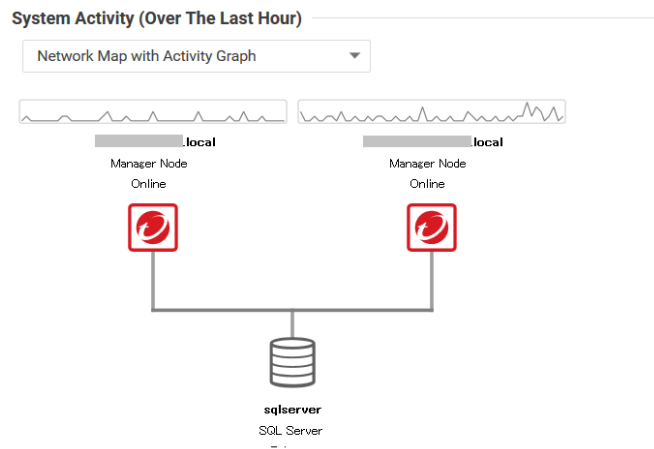 System Activity (Over The Last Hour)
Network Map with Activity Graph
.local
.local
Manager Node
Manager Node
Online
Online
sqlserver
SQL Server